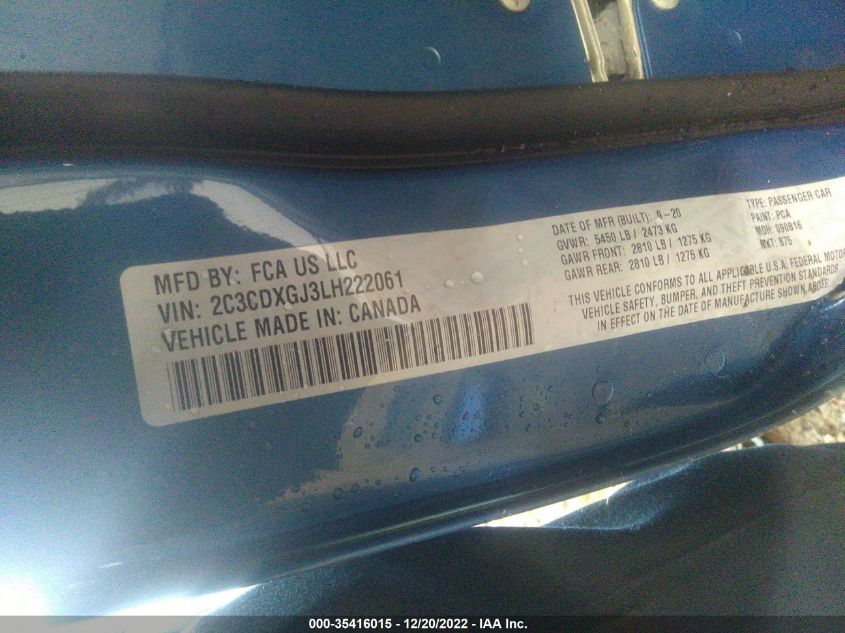 MFD BY: FCA US LLC
VIN: 2C3CDXGJ3LH222061
VEHICLE MADE IN: CANADA
DATE OF MFR (BUILT): 4-20
GVWR: 5450 LB / 2473 KG
GAWR FRONT: 2810 LB / 1275 KG
GAWR REAR: 2810 LB / 1275 KG
TYPE: PASSENGER CAR
PAINT: PCA
MDH: 090816
MKT: 875
THIS VEHICLE CONFORMS TO ALL APPLICABLE U.S.A. FEDERAL MOTOR
VEHICLE SAFETY, BUMPER, AND THEFT PREVENTION STANDARDS
IN EFFECT ON THE DATE OF MANUFACTURE SHOWN ABOVE.
000-35416015 - 12/20/2022 - IAA Inc.